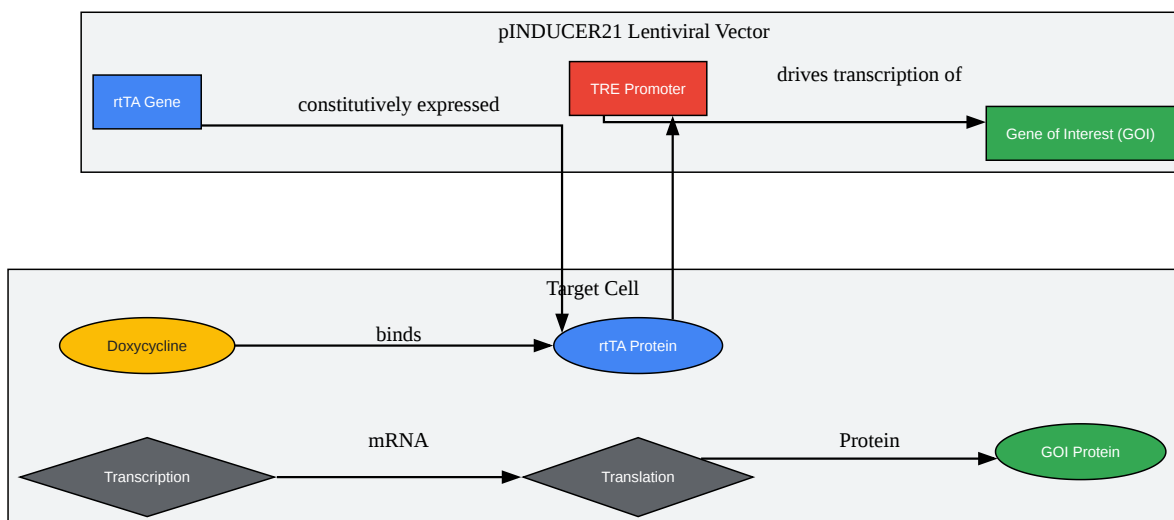 pINDUCER21 Lentiviral Vector
rtTA Gene
constitutively expressed
TRE Promoter
drives transcription of
Gene of Interest (GOI)
Target Cell
Doxycycline
binds
rtTA Protein
Transcription
mRNA
Translation
Protein
GOI Protein